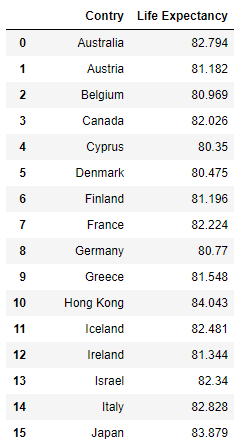 Contry Life Expectancy
0 Australia 82.794
1 Austria 81.182
2 Belgium 80.969
3 Canada 82.026
4 Cyprus 80.35
5 Denmark 80.475
6 Finland 81.196
7 France 82.224
8 Germany 80.77
9 Greece 81.548
10 Hong Kong 84.043
11 Iceland 82.481
12 Ireland 81.344
13 Israel 82.34
14 Italy 82.828
15 Japan 83.879